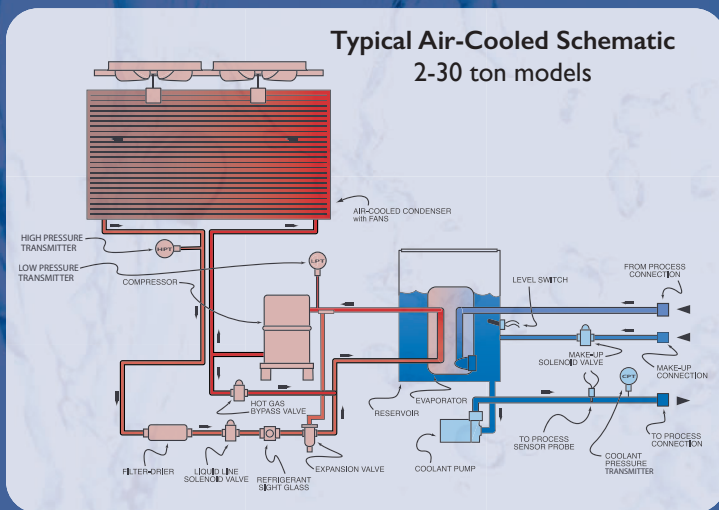 Typical Air-Cooled Schematic
2-30 ton models
AIR-COOLED CONDENSER
with FANS
HIGH PRESSURE
TRANSMITTER
HPT
LOW PRESSURE
TRANSMITTER
LPT
COMPRESSOR
LEVEL SWITCH
FROM PROCESS
CONNECTION
MAKE-UP
SOLENOID VALVE
MAKE-UP
CONNECTION
CPT
HOT GAS
BYPASS VALVE
RESERVOIR
EVAPORATOR
TO PROCESS
SENSOR PROBE
TO PROCESS
CONNECTION
COOLANT
PRESSURE
TRANSMITTER
FILTER-DRIER
LIQUID LINE
SOLENOID VALVE
REFRIGERANT
SIGHT GLASS
EXPANSION VALVE
COOLANT PUMP